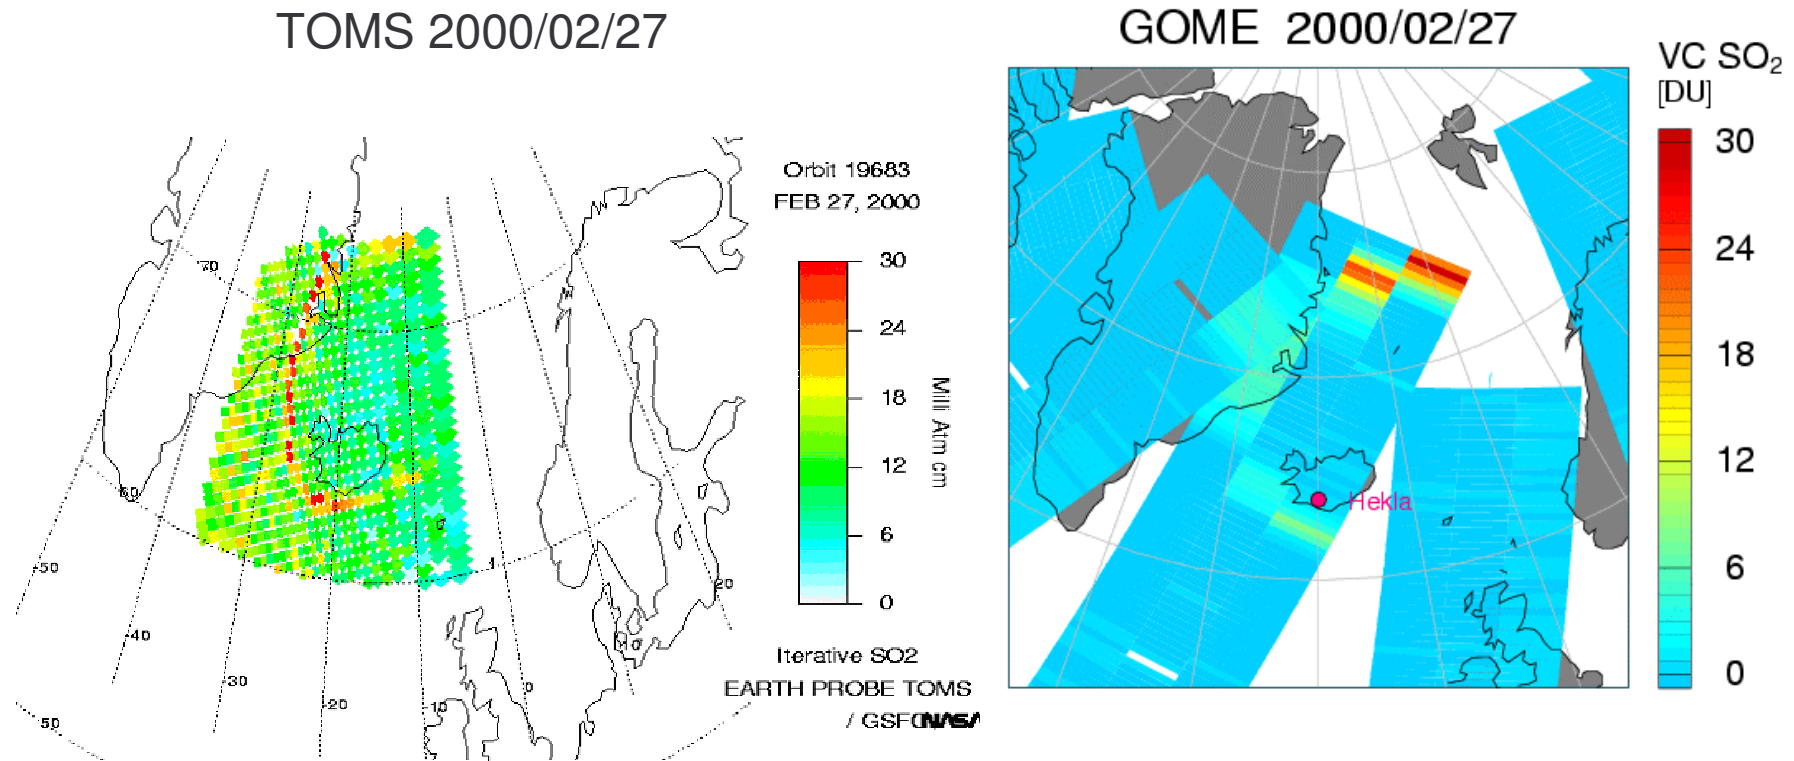 TOMS 2000/02/27
Orbit 19683
FEB 27, 2000
70
60
-50
-40
-30
-20
-10
0
10
20
50
30
24
18
12
6
0
Milli Atm cm
Iterative SO2
EARTH PROBE TOMS
/ GSFC NASA
GOME 2000/02/27
VC SO₂
[DU]
30
24
18
12
6
0
Hekla